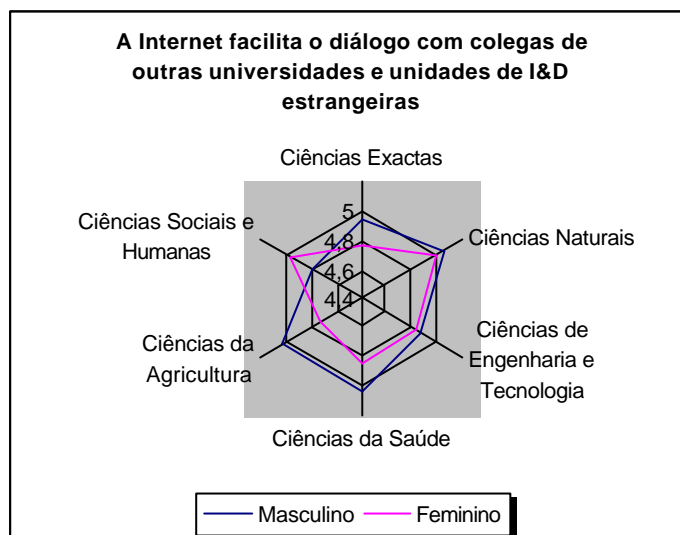 A Internet facilita o diálogo com colegas de
outras universidades e unidades de I&D
estrangeiras
Ciências Exactas
Ciências Naturais
Ciências de
Engenharia e
Tecnologia
Ciências da Saúde
Ciências da
Agricultura
Ciências Sociais e
Humanas
5
4,8
4,6
4,4
Masculino
Feminino